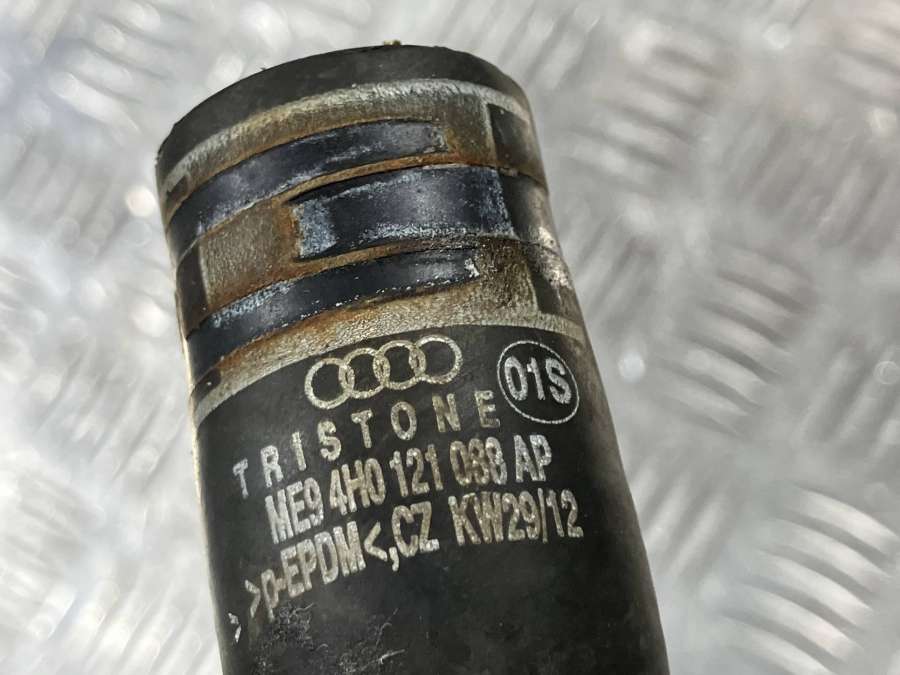 01S
TRISTONE
ME9 4H0 121 088 AP
>p-EPDM<,CZ KW29/12
>